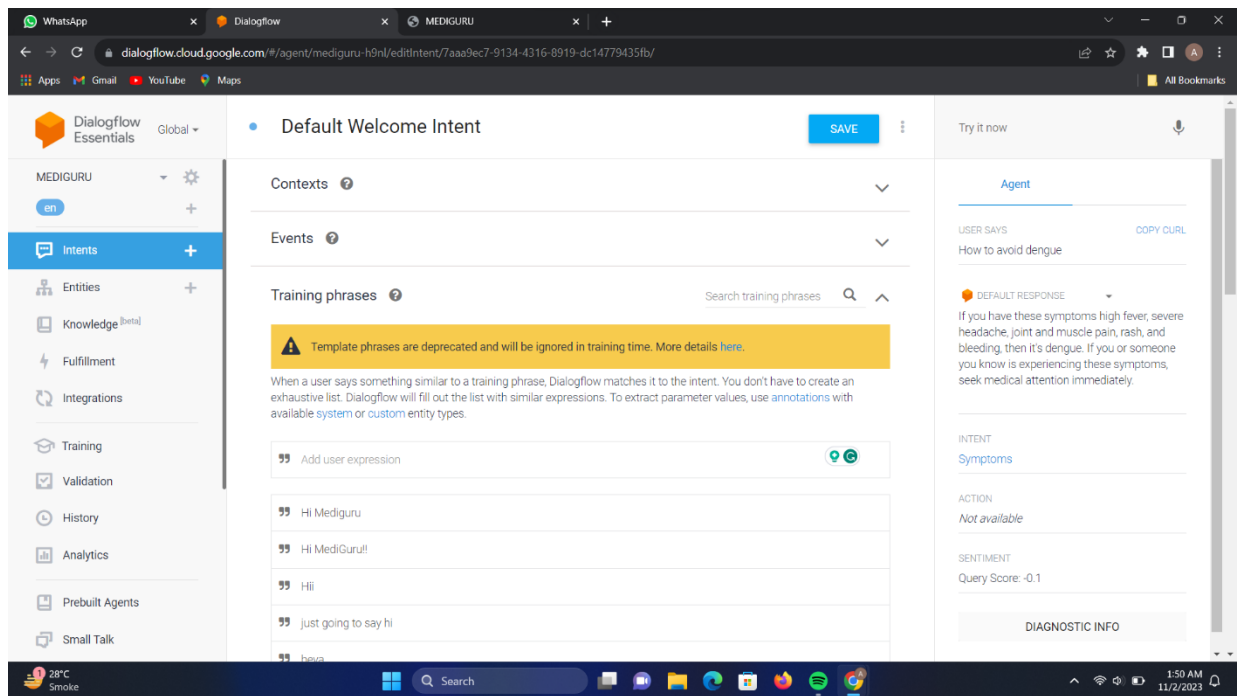 WhatsApp
Dialogflow
MEDIGURU
dialogflow.cloud.google.com/#/agent/mediguru-h9nl/editIntent/7aaa9ec7-9134-4316-8919-dc14779435fb/
Apps Gmail YouTube Maps All Bookmarks
Dialogflow
Essentials
Global
MEDIGURU
en
Intents
Entities
Knowledge [beta]
Fulfillment
Integrations
Training
Validation
History
Analytics
Prebuilt Agents
Small Talk
Default Welcome Intent
SAVE
Contexts
Events
Training phrases
Search training phrases
Template phrases are deprecated and will be ignored in training time. More details here.
When a user says something similar to a training phrase, Dialogflow matches it to the intent. You don't have to create an
exhaustive list. Dialogflow will fill out the list with similar expressions. To extract parameter values, use annotations with
available system or custom entity types.
Add user expression
Hi Mediguru
Hi MediGuru!!
Hii
just going to say hi
heya
Try it now
Agent
USER SAYS COPY CURL
How to avoid dengue
DEFAULT RESPONSE
If you have these symptoms high fever, severe
headache, joint and muscle pain, rash, and
bleeding, then it's dengue. If you or someone
you know is experiencing these symptoms,
seek medical attention immediately.
INTENT
Symptoms
ACTION
Not available
SENTIMENT
Query Score: -0.1
DIAGNOSTIC INFO
1
28°C
Smoke
Search
1:50 AM
11/2/2023